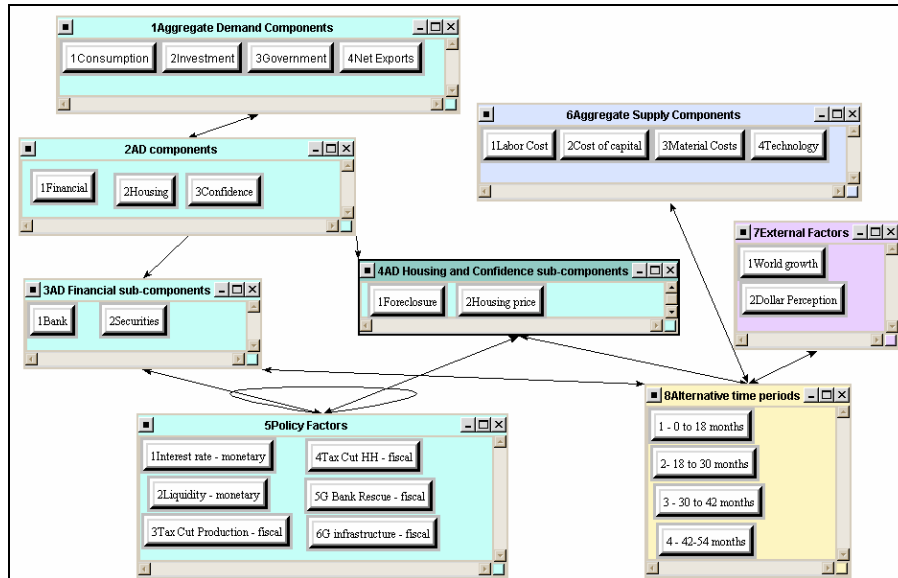 1Aggregate Demand Components
1Consumption 2Investment 3Government 4Net Exports
6Aggregate Supply Components
1Labor Cost 2Cost of capital 3Material Costs 4Technology
2AD components
1Financial 2Housing 3Confidence
7External Factors
1World growth
2Dollar Perception
4AD Housing and Confidence sub-components
1Foreclosure 2Housing price
3AD Financial sub-components
1Bank 2Securities
5Policy Factors
1Interest rate - monetary 4Tax Cut HH - fiscal
2Liquidity - monetary 5G Bank Rescue - fiscal
3Tax Cut Production - fiscal 6G infrastructure - fiscal
8Alternative time periods
1 - 0 to 18 months
2- 18 to 30 months
3 - 30 to 42 months
4 - 42-54 months